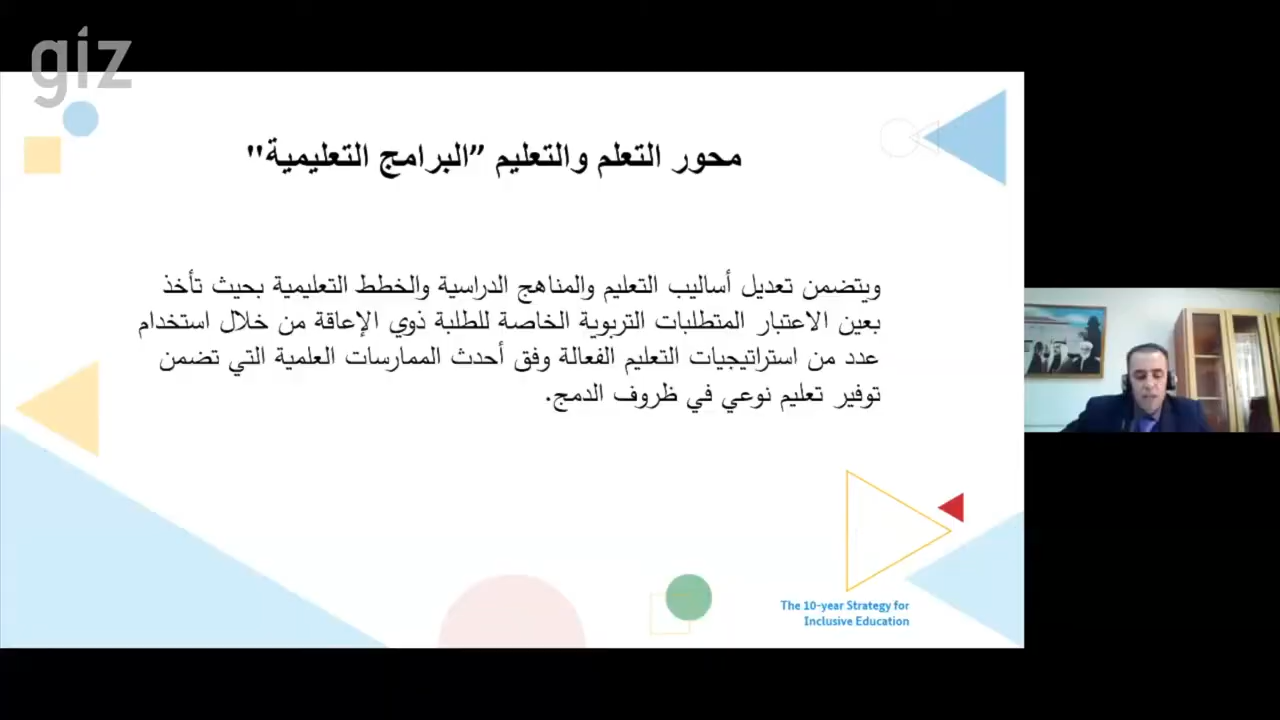 giz
محور التعلم والتعليم ”البرامج التعليمية"
ويتضمن تعديل أساليب التعليم والمناهج الدراسية والخطط التعليمية بحيث تأخذ
بعين الاعتبار المتطلبات التربوية الخاصة للطلبة ذوي الإعاقة من خلال استخدام
عدد من استراتيجيات التعليم الفعالة وفق أحدث الممارسات العلمية التي تضمن
توفير تعليم نوعي في ظروف الدمج.
The 10-year Strategy for
Inclusive Education